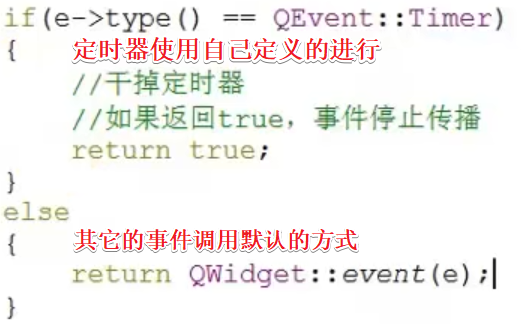 if(e->type() == QEvent::Timer)
{ 定时器使用自己定义的进行
//干掉定时器
//如果返回true，事件停止传播
return true;
}
else
{ 其它的事件调用默认的方式
return QWidget::event(e);
}